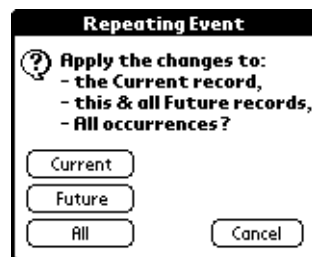 Repeating Event
Apply the changes to:
- the Current record,
- this & all Future records,
- All occurrences?
Current
Future
All
Cancel